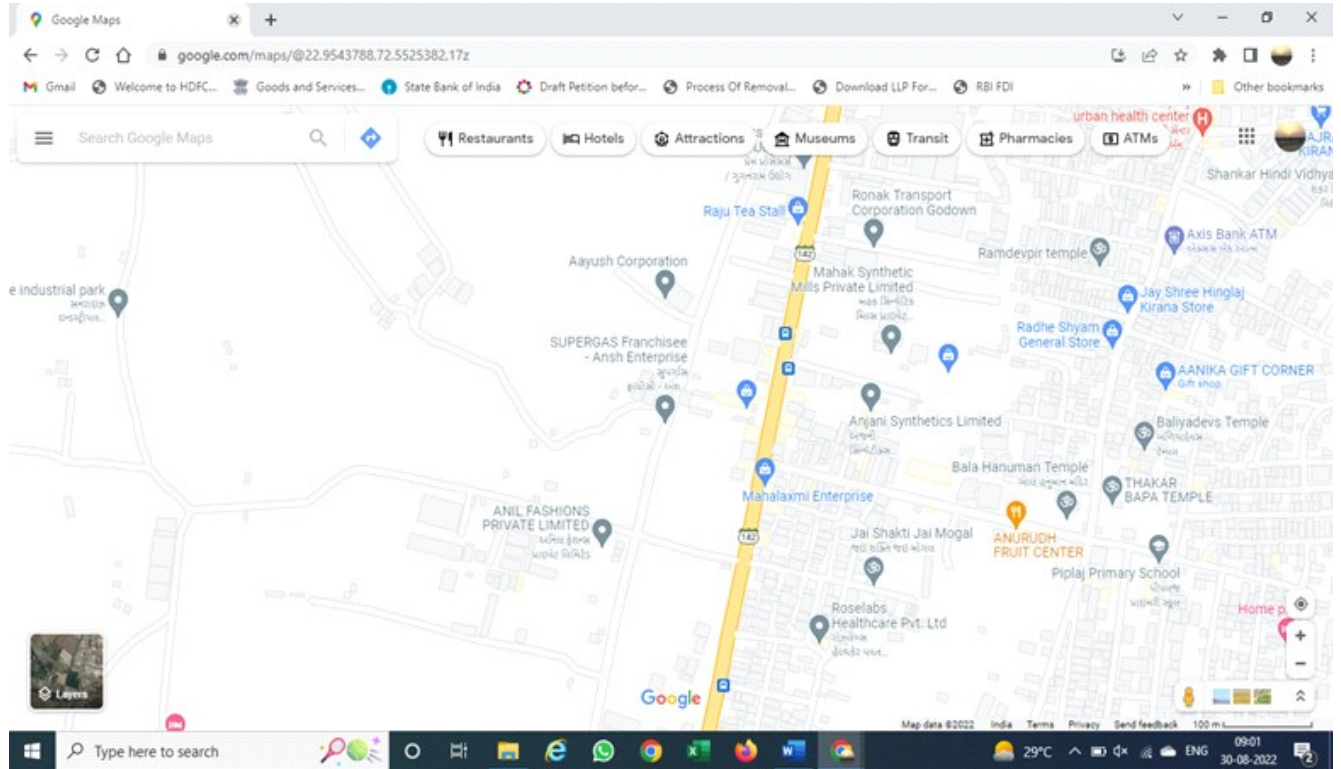 Google Maps
google.com/maps/@22.9543788,72.5525382,17z
Gmail
Welcome to HDFC...
Goods and Services...
State Bank of India
Draft Petition befor...
Process Of Removal...
Download LLP For...
RBI FDI
»
Other bookmarks
Search Google Maps
Restaurants
Hotels
Attractions
Museums
Transit
Pharmacies
ATMs
urban health center
H
KIRAN
Shankar Hindi Vidhya
Raju Tea Stall
Ronak Transport
Corporation Godown
142
Aayush Corporation
Ramdevpir temple
Axis Bank ATM
Mahak Synthetic
Mills Private Limited
e industrial park
Jay Shree Hinglaj
Kirana Store
SUPERGAS Franchisee
- Ansh Enterprise
Radhe Shyam
General Store
AANIKA GIFT CORNER
Gift shop
Anjani Synthetics Limited
Baliyadevs Temple
Bala Hanuman Temple
Mahalaxmi Enterprise
THAKAR
BAPA TEMPLE
ANIL FASHIONS
PRIVATE LIMITED
142
Jai Shakti Jai Mogal
ANURUDH
FRUIT CENTER
Piplaj Primary School
Roselabs
Healthcare Pvt. Ltd
Home p
Layers
Google
Map data ©2022
India
Terms
Privacy
Send feedback
100 m
Type here to search
29°C
ENG
09:01
30-08-2022
2